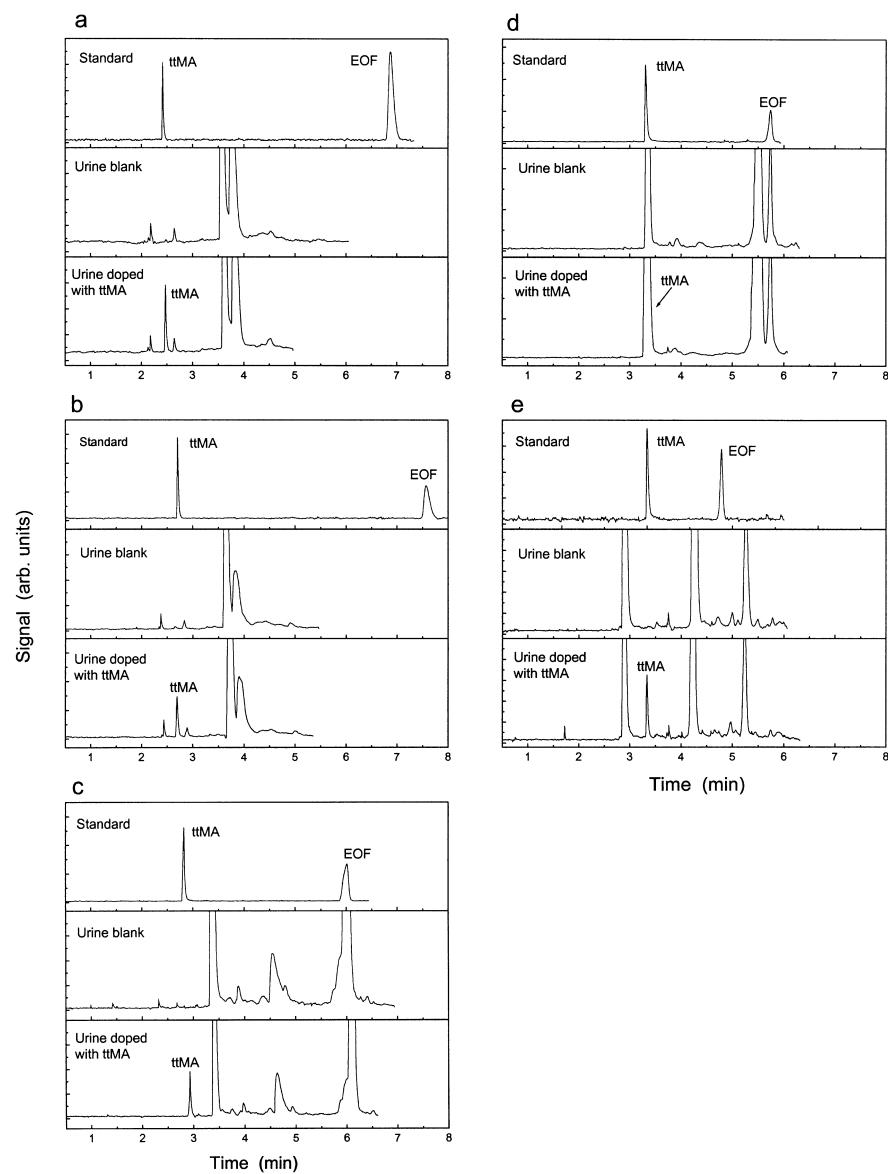 a
Standard
ttMA
EOF
Urine blank
Urine doped
with ttMA
ttMA
1 2 3 4 5 6 7 8
b
Standard
ttMA
EOF
Urine blank
Urine doped
with ttMA
ttMA
1 2 3 4 5 6 7 8
c
Standard
ttMA
EOF
Urine blank
Urine doped
with ttMA
ttMA
1 2 3 4 5 6 7 8
Time (min)
Signal (arb. units)
d
Standard
ttMA
EOF
Urine blank
Urine doped
with ttMA
ttMA
1 2 3 4 5 6 7 8
e
Standard
ttMA
EOF
Urine blank
Urine doped
with ttMA
ttMA
1 2 3 4 5 6 7 8
Time (min)